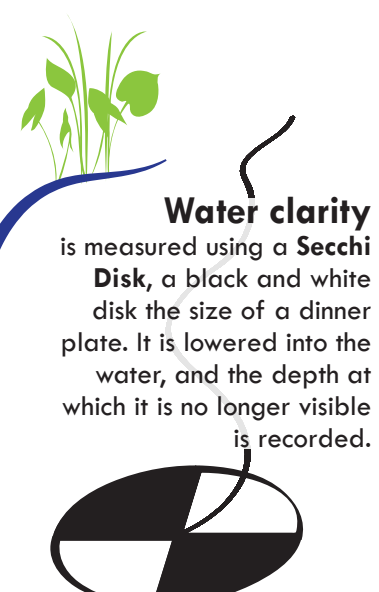 Water clarity
is measured using a Secchi
Disk, a black and white
disk the size of a dinner
plate. It is lowered into the
water, and the depth at
which it is no longer visible
is recorded.